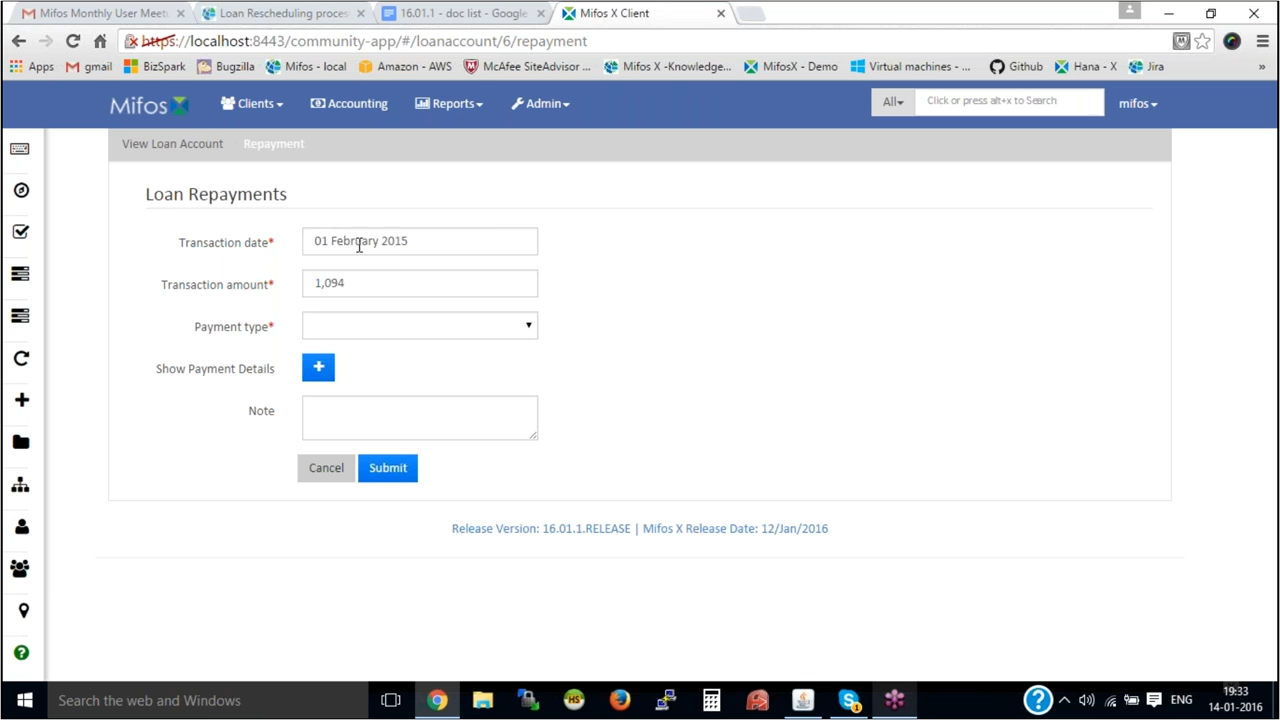 Mifos Monthly User Meetu
Loan Rescheduling proces
16.01.1 - doc list - Google
Mifos X Client
https://localhost:8443/community-app/#/loanaccount/6/repayment
Apps
gmail
BizSpark
Bugzilla
Mifos - local
Amazon - AWS
McAfee SiteAdvisor ...
Mifos X -Knowledge...
MifosX - Demo
Virtual machines - ...
Github
Hana - X
Jira
»
Mifos
Clients
Accounting
Reports
Admin
All
Click or press alt+x to Search
mifos
View Loan Account
Repayment
Loan Repayments
Transaction date*
01 February 2015
Transaction amount*
1,094
Payment type*
Show Payment Details
+
Note
Cancel
Submit
Release Version: 16.01.1.RELEASE | Mifos X Release Date: 12/Jan/2016
Search the web and Windows
HS
ENG
19:33
14-01-2016